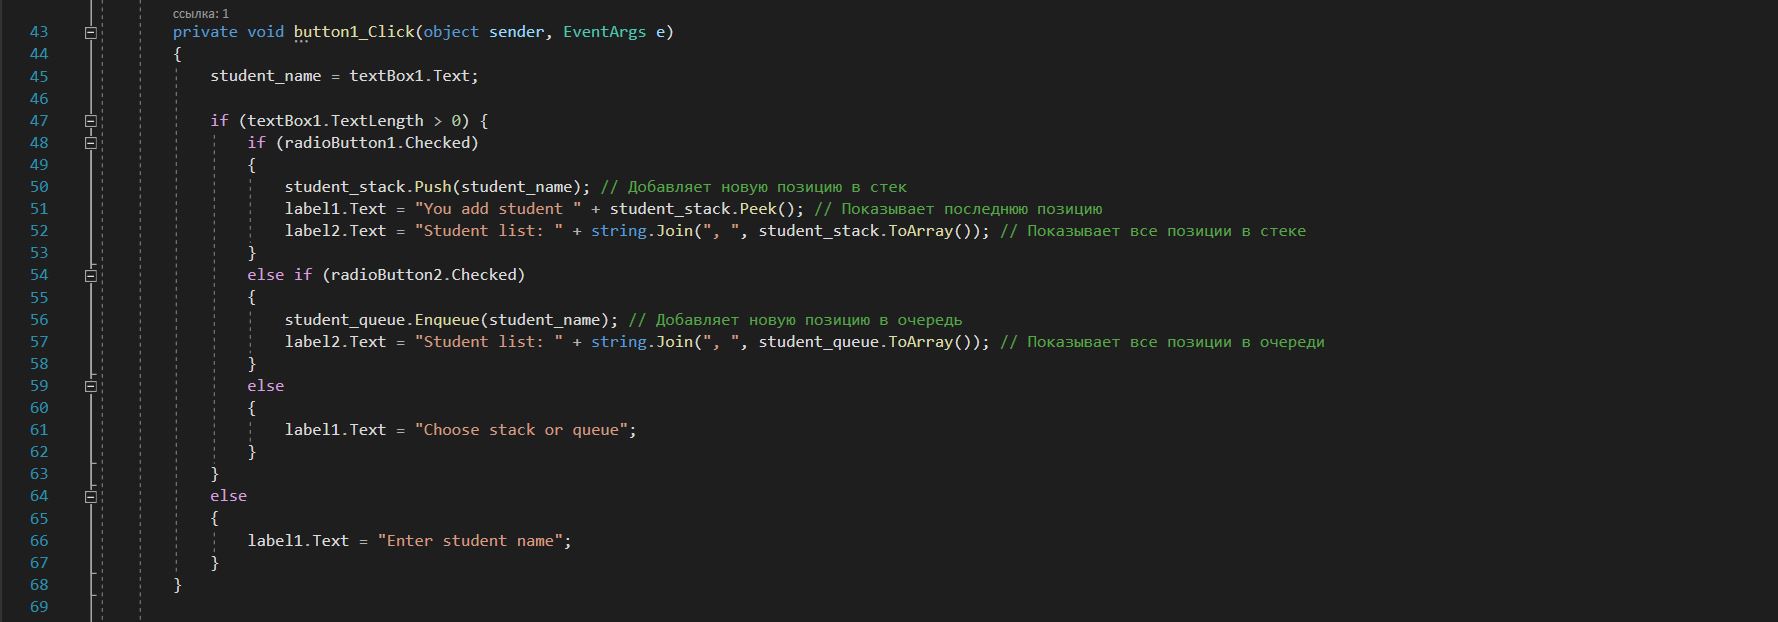 ссылка: 1
43 private void button1_Click(object sender, EventArgs e)
44 {
45 student_name = textBox1.Text;
46
47 if (textBox1.TextLength > 0) {
48 if (radioButton1.Checked)
49 {
50 student_stack.Push(student_name); // Добавляет новую позицию в стек
51 label1.Text = "You add student " + student_stack.Peek(); // Показывает последнюю позицию
52 label2.Text = "Student list: " + string.Join(", ", student_stack.ToArray()); // Показывает все позиции в стеке
53 }
54 else if (radioButton2.Checked)
55 {
56 student_queue.Enqueue(student_name); // Добавляет новую позицию в очередь
57 label2.Text = "Student list: " + string.Join(", ", student_queue.ToArray()); // Показывает все позиции в очереди
58 }
59 else
60 {
61 label1.Text = "Choose stack or queue";
62 }
63 }
64 else
65 {
66 label1.Text = "Enter student name";
67 }
68 }
69